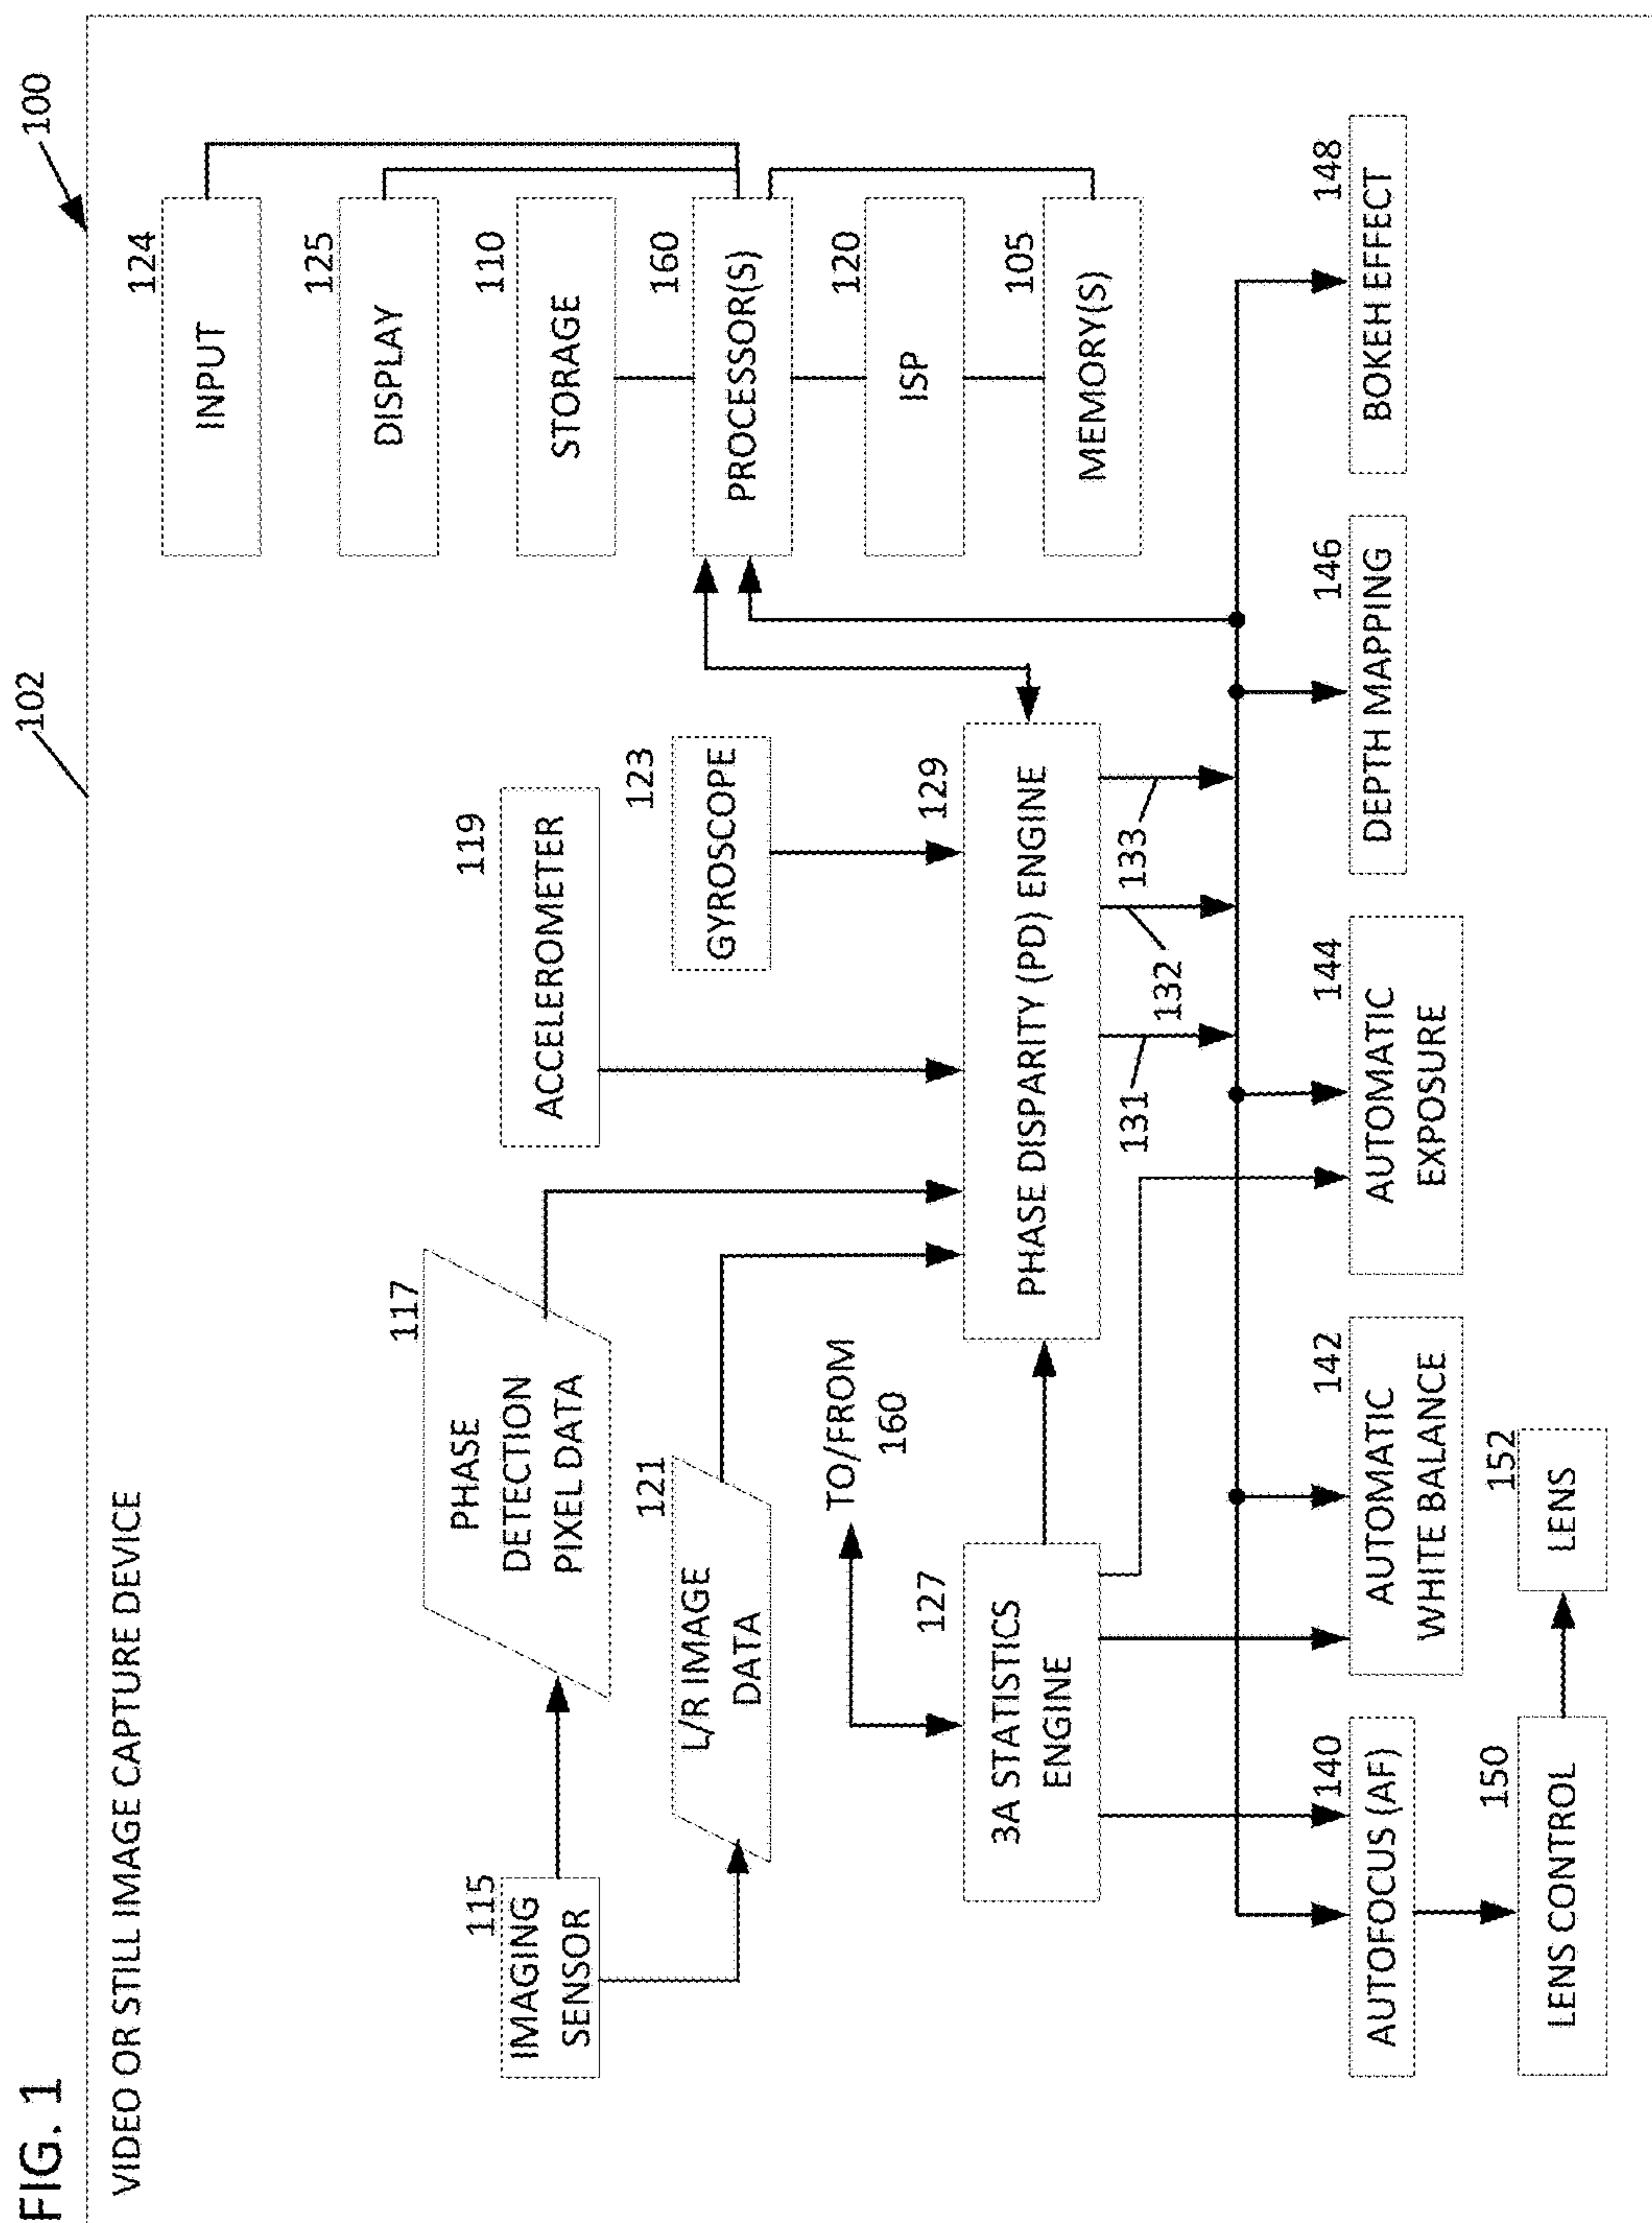 FIG. 1
100
102
VIDEO OR STILL IMAGE CAPTURE DEVICE
124
INPUT
125
DISPLAY
110
STORAGE
160
PROCESSOR(S)
120
ISP
105
MEMORY(S)
115
IMAGING
SENSOR
117
PHASE
DETECTION
PIXEL DATA
121
L/R IMAGE
DATA
119
ACCELEROMETER
123
GYROSCOPE
TO/FROM
160
127
3A STATISTICS
ENGINE
129
PHASE DISPARITY (PD) ENGINE
131
132
133
140
AUTOFOCUS (AF)
142
AUTOMATIC
WHITE BALANCE
144
AUTOMATIC
EXPOSURE
146
DEPTH MAPPING
148
BOKEH EFFECT
150
LENS CONTROL
152
LENS